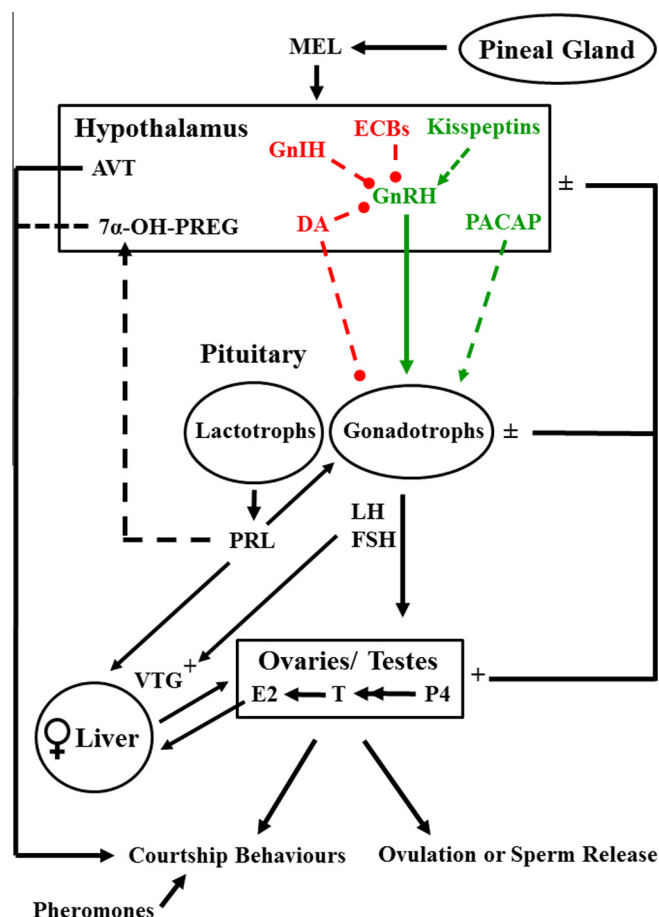 MEL
Pineal Gland
Hypothalamus
ECBs
Kisspeptins
GnIH
AVT
GnRH
±
7α-OH-PREG
DA
PACAP
Pituitary
Lactotrophs
Gonadotrophs
±
LH
PRL
FSH
VTG+
Ovaries/ Testes
+
E2
T
P4
♀ Liver
Courtship Behaviours
Ovulation or Sperm Release
Pheromones